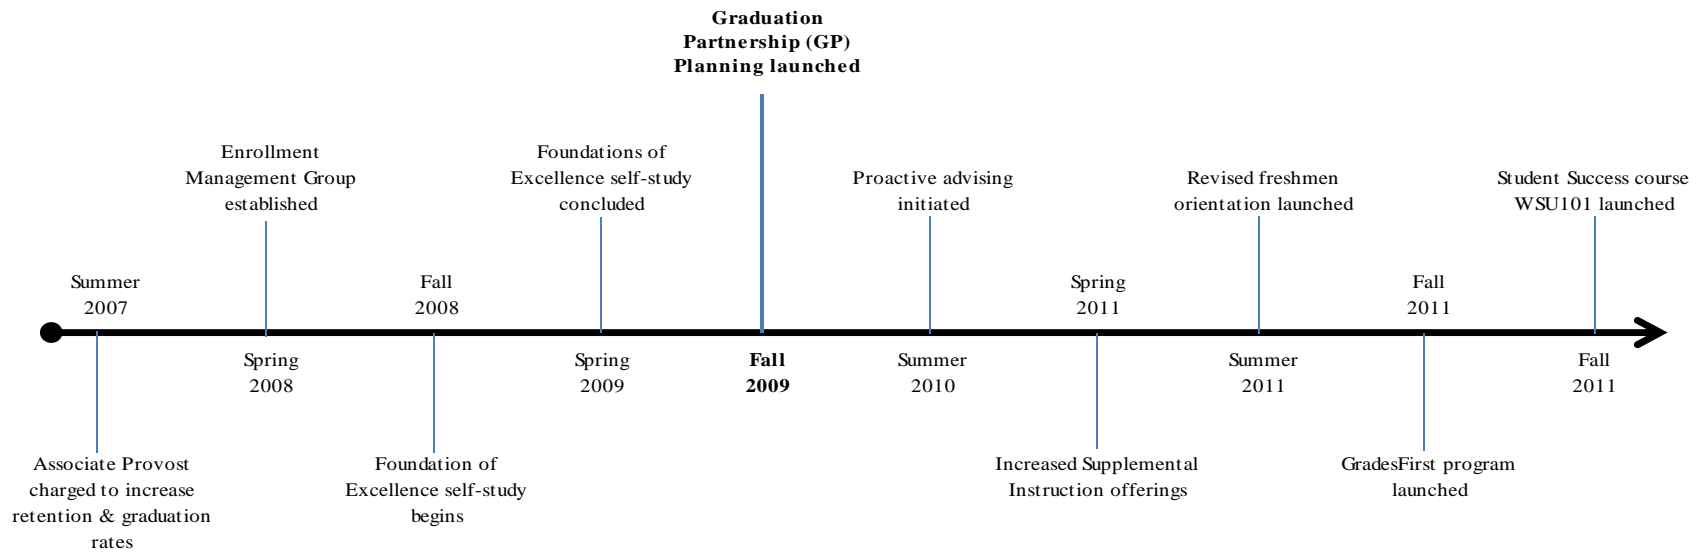 Graduation
Partnership (GP)
Planning launched
Enrollment
Management Group
established
Foundations of
Excellence self-study
concluded
Proactive advising
initiated
Revised freshmen
orientation launched
Student Success course
WSU101 launched
Summer
2007
Fall
2008
Spring
2011
Fall
2011
Spring
2008
Spring
2009
Fall
2009
Summer
2010
Summer
2011
Fall
2011
Associate Provost
charged to increase
retention & graduation
rates
Foundation of
Excellence self-study
begins
Increased Supplemental
Instruction offerings
GradesFirst program
launched